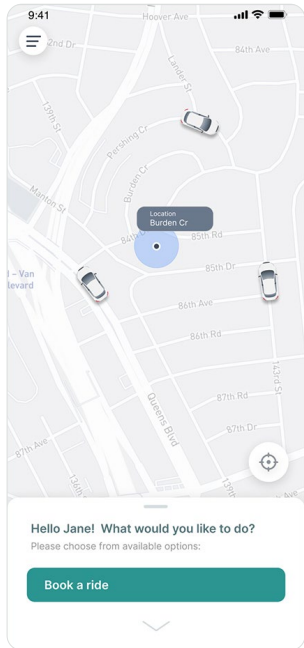 9:41
Hoover Ave
2nd Dr
84th Ave
Lander St
139th St
Pershing Cr
Burden Cr
Manton St
Location
Burden Cr
84th
85th Rd
– Van
85th Dr
levard
86th Ave
86th Rd
143rd St
Queens Blvd
87th Rd
87th Dr
87th Ave
Hello Jane! What would you like to do?
Please choose from available options:
Book a ride